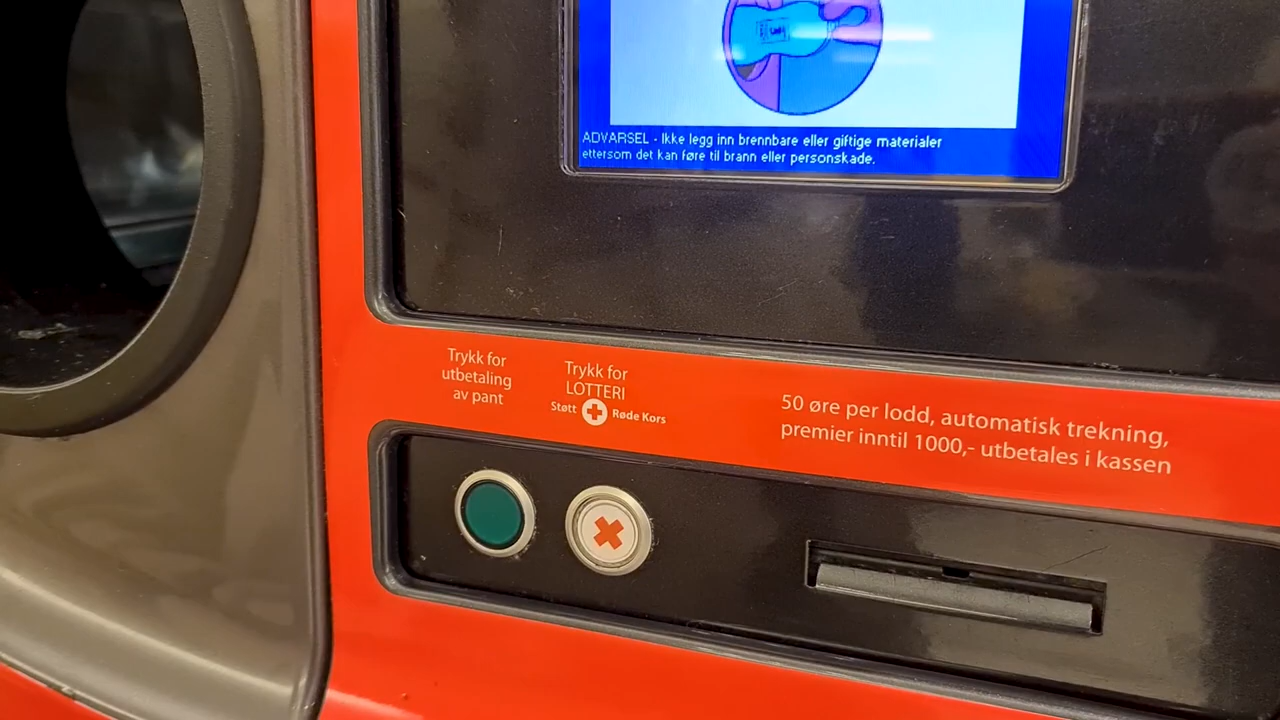 ADVARSEL - Ikke legg inn brennbare eller giftige materialer
ettersom det kan føre til brann eller personskade.
Trykk for
utbetaling
av pant
Trykk for
LOTTERI
Støtt Røde Kors
50 øre per lodd, automatisk trekning,
premier inntil 1000,- utbetales i kassen